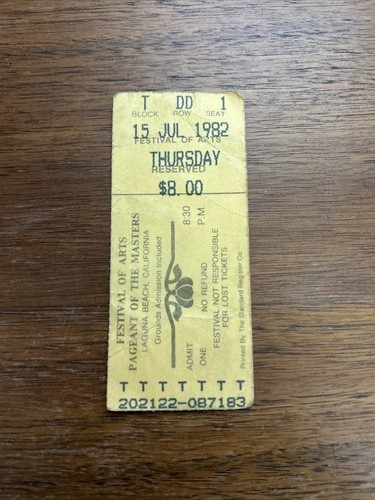 T DD 1
BLOCK ROW SEAT
15 JUL 1982
FESTIVAL OF ARTS
THURSDAY
RESERVED
$8.00
FESTIVAL OF ARTS
PAGEANT OF THE MASTERS
LAGUNA BEACH, CALIFORNIA
Grounds Admission Included
8:30 P.M.
ADMIT ONE
NO REFUND
FESTIVAL NOT RESPONSIBLE
FOR LOST TICKETS
Printed By The Standard Register Co.
T T T T T T T
202122-087183